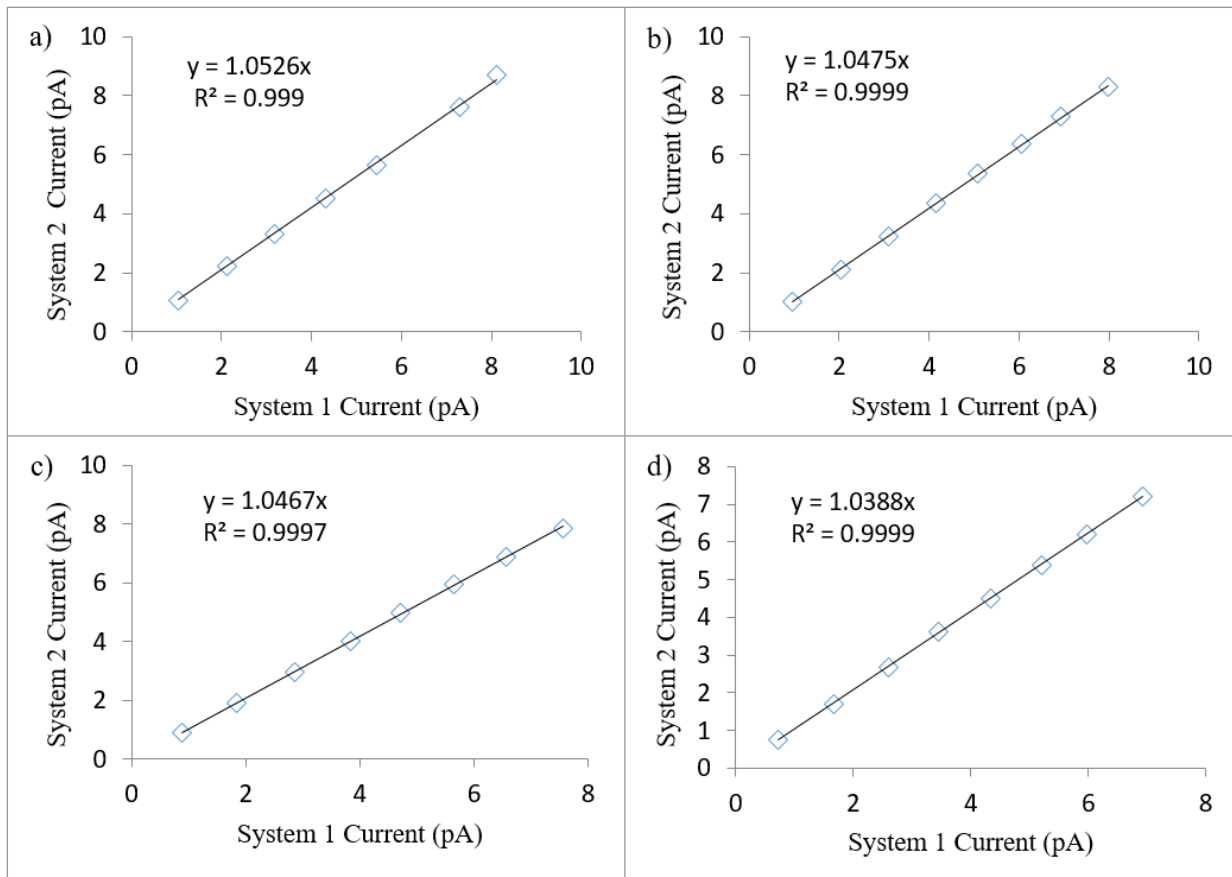 a)
y = 1.0526x
R² = 0.999
System 2 Current (pA)
10
8
6
4
2
0
0 2 4 6 8 10
System 1 Current (pA)
b)
y = 1.0475x
R² = 0.9999
System 2 Current (pA)
10
8
6
4
2
0
0 2 4 6 8 10
System 1 Current (pA)
c)
y = 1.0467x
R² = 0.9997
System 2 Current (pA)
10
8
6
4
2
0
0 2 4 6 8
System 1 Current (pA)
d)
y = 1.0388x
R² = 0.9999
System 2 Current (pA)
8
7
6
5
4
3
2
1
0
0 2 4 6 8
System 1 Current (pA)